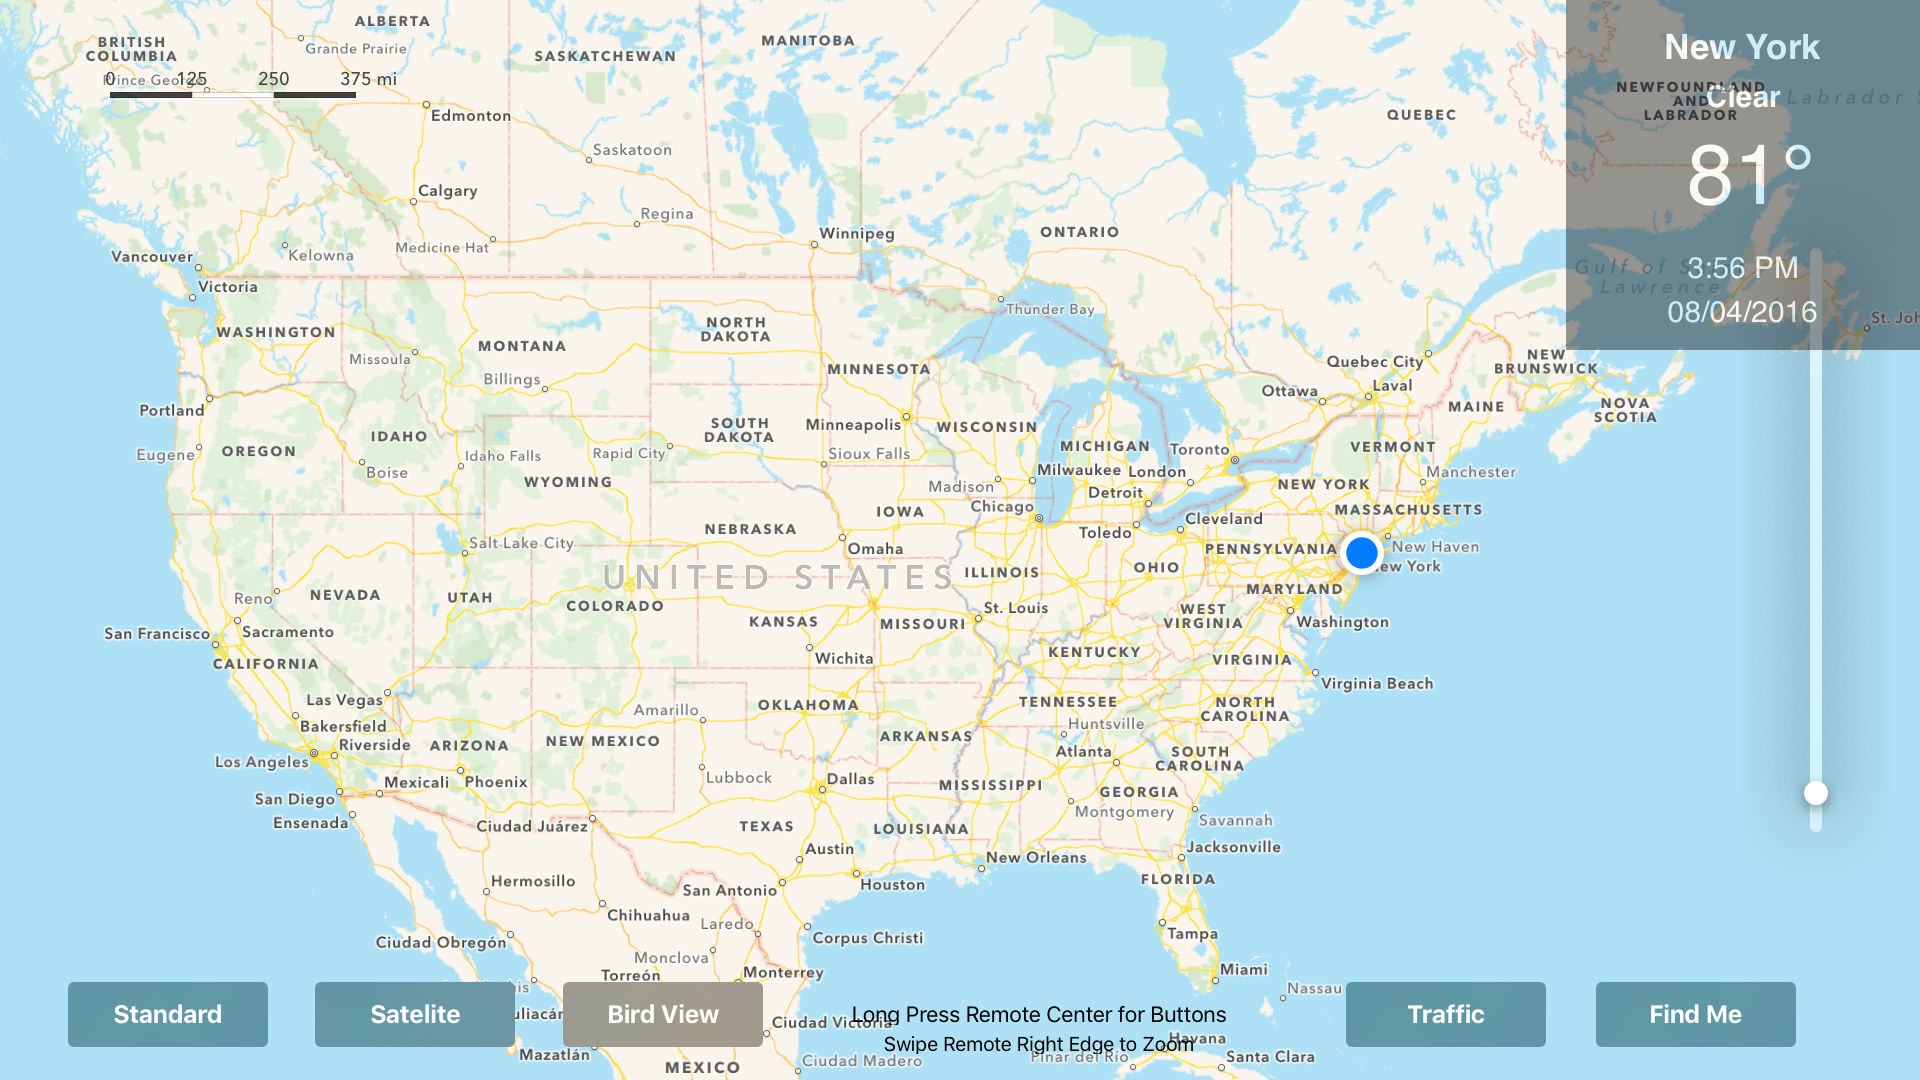 ALBERTA
BRITISH
COLUMBIA
Grande Prairie
SASKATCHEWAN
MANITOBA
New York
Prince George
0 125 250 375 mi
NEWFOUNDLAND
AND
LABRADOR
Clear
Labrador
Edmonton
QUEBEC
81°
Saskatoon
Calgary
Regina
Winnipeg
ONTARIO
Medicine Hat
Kelowna
Vancouver
Gulf of
Lawrence
3:56 PM
08/04/2016
Victoria
Thunder Bay
WASHINGTON
NORTH
DAKOTA
MONTANA
Missoula
Quebec City
NEW
BRUNSWICK
MINNESOTA
Billings
Ottawa
Laval
Portland
SOUTH
DAKOTA
Minneapolis
WISCONSIN
MAINE
NOVA
SCOTIA
IDAHO
MICHIGAN
Toronto
VERMONT
Eugene
OREGON
Idaho Falls
Rapid City
Sioux Falls
Boise
Milwaukee
London
Manchester
WYOMING
Madison
Detroit
NEW YORK
Chicago
IOWA
MASSACHUSETTS
NEBRASKA
Toledo
Cleveland
Salt Lake City
Omaha
PENNSYLVANIA
New Haven
ew York
UNITED STATES
ILLINOIS
OHIO
Reno
NEVADA
UTAH
COLORADO
MARYLAND
St. Louis
WEST
VIRGINIA
KANSAS
MISSOURI
Washington
San Francisco
Sacramento
CALIFORNIA
Wichita
KENTUCKY
VIRGINIA
Virginia Beach
Las Vegas
Amarillo
OKLAHOMA
TENNESSEE
NORTH
CAROLINA
Bakersfield
Huntsville
Riverside
ARIZONA
NEW MEXICO
ARKANSAS
Atlanta
SOUTH
CAROLINA
Los Angeles
Mexicali
Phoenix
Lubbock
Dallas
MISSISSIPPI
GEORGIA
San Diego
Montgomery
Ensenada
Ciudad Juárez
TEXAS
LOUISIANA
Savannah
Austin
New Orleans
Jacksonville
Hermosillo
San Antonio
Houston
FLORIDA
Chihuahua
Laredo
Tampa
Ciudad Obregón
Corpus Christi
Monclova
Torreón
Monterrey
Miami
Nassau
Standard
Satelite
uliacán
Bird View
Ciudad Victoria
Long Press Remote Center for Buttons
Traffic
Find Me
Swipe Remote Right Edge to Zoom
Havana
Mazatlán
MEXICO
Ciudad Madero
Pinar del Río
Santa Clara